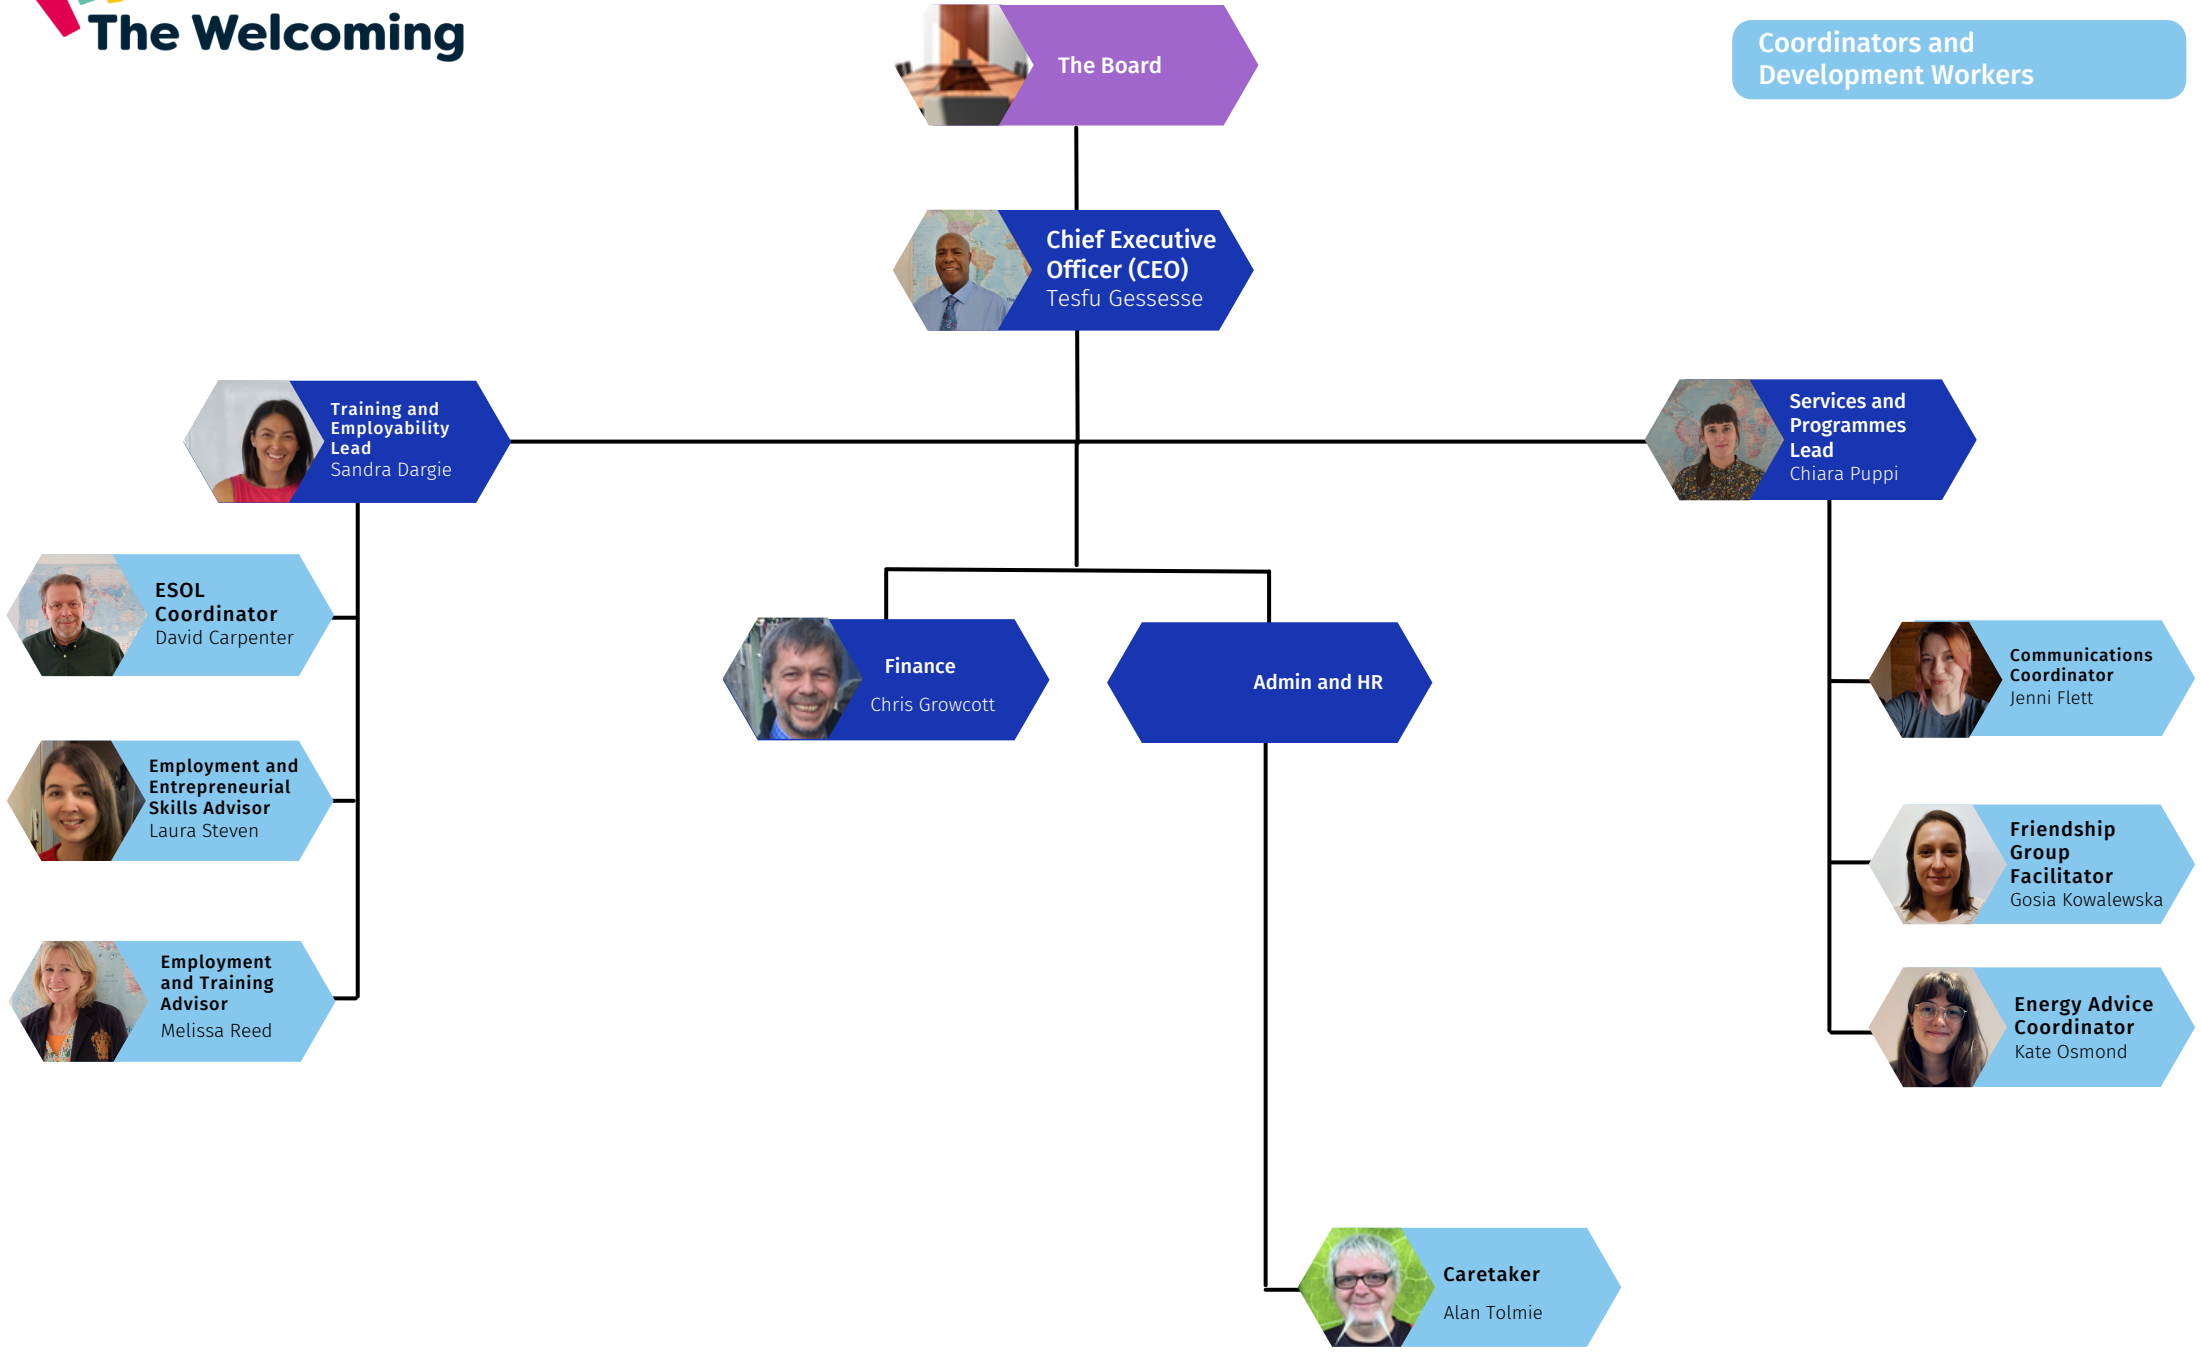 The Welcoming
The Board
Coordinators and
Development Workers
Chief Executive
Officer (CEO)
Tesfu Gessesse
Training and
Employability
Lead
Sandra Dargie
Services and
Programmes
Lead
Chiara Puppi
ESOL
Coordinator
David Carpenter
Employment and
Entrepreneurial
Skills Advisor
Laura Steven
Employment
and Training
Advisor
Melissa Reed
Finance
Chris Growcott
Admin and HR
Communications
Coordinator
Jenni Flett
Friendship
Group
Facilitator
Gosia Kowalewska
Energy Advice
Coordinator
Kate Osmond
Caretaker
Alan Tolmie